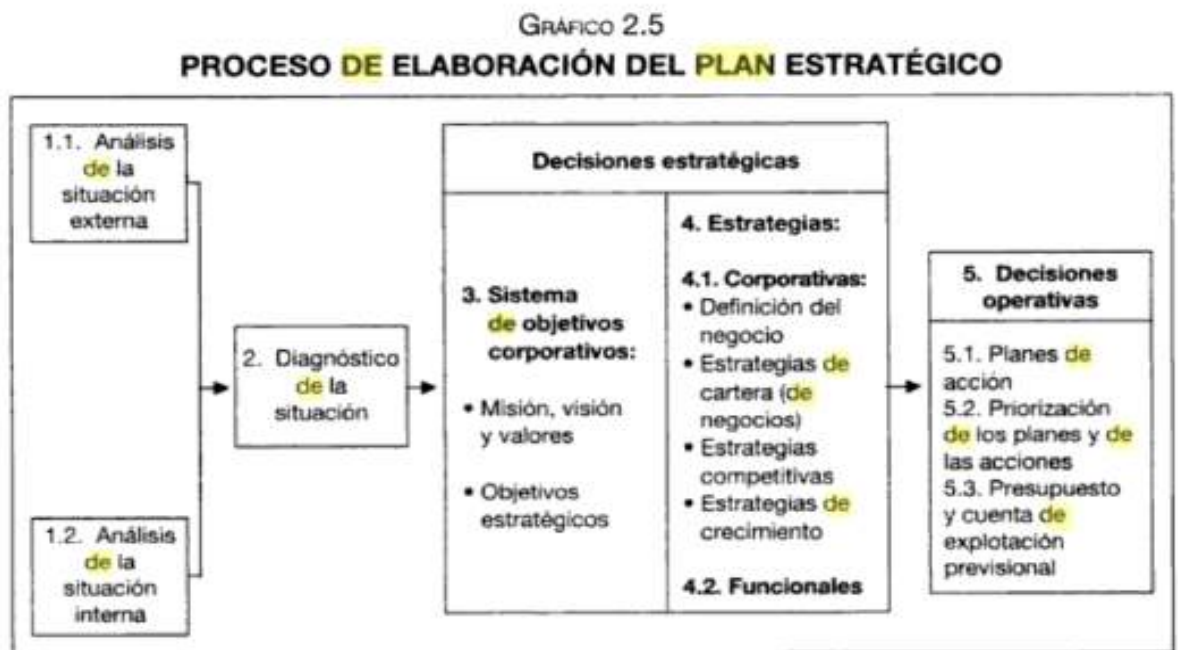 GRÁFICO 2.5
PROCESO DE ELABORACIÓN DEL PLAN ESTRATÉGICO
1.1. Análisis
de la
situación
externa
1.2. Análisis
de la
situación
interna
2. Diagnóstico
de la
situación
Decisiones estratégicas
3. Sistema
de objetivos
corporativos:
• Misión, visión
y valores
• Objetivos
estratégicos
4. Estrategias:
4.1. Corporativas:
• Definición del
negocio
• Estrategias de
cartera (de
negocios)
• Estrategias
competitivas
• Estrategias de
crecimiento
4.2. Funcionales
5. Decisiones
operativas
5.1. Planes de
acción
5.2. Priorización
de los planes y de
las acciones
5.3. Presupuesto
y cuenta de
explotación
previsional